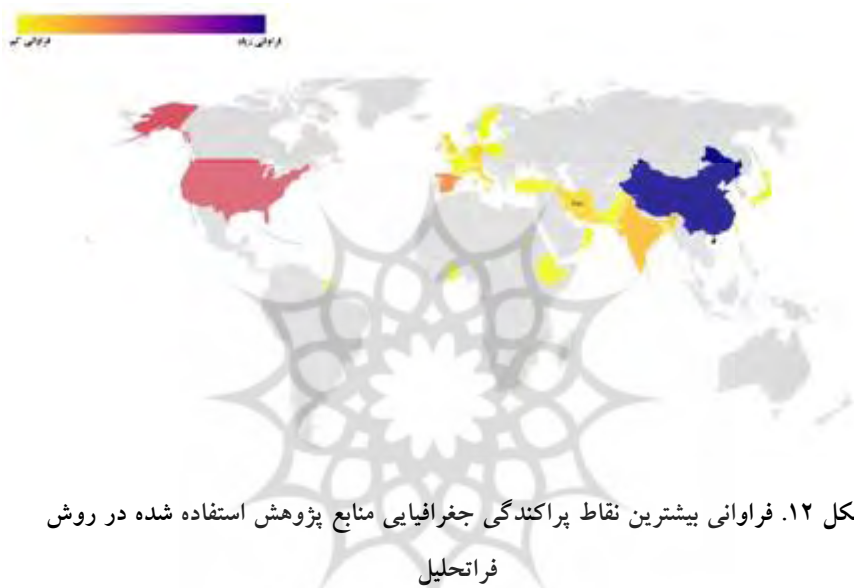 فراوانی کم
فراوانی زیاد
کل ۱۲. فراوانی بیشترین نقاط پراکندگی جغرافیایی منابع پژوهش استفاده شده در روش
فراتحلیل